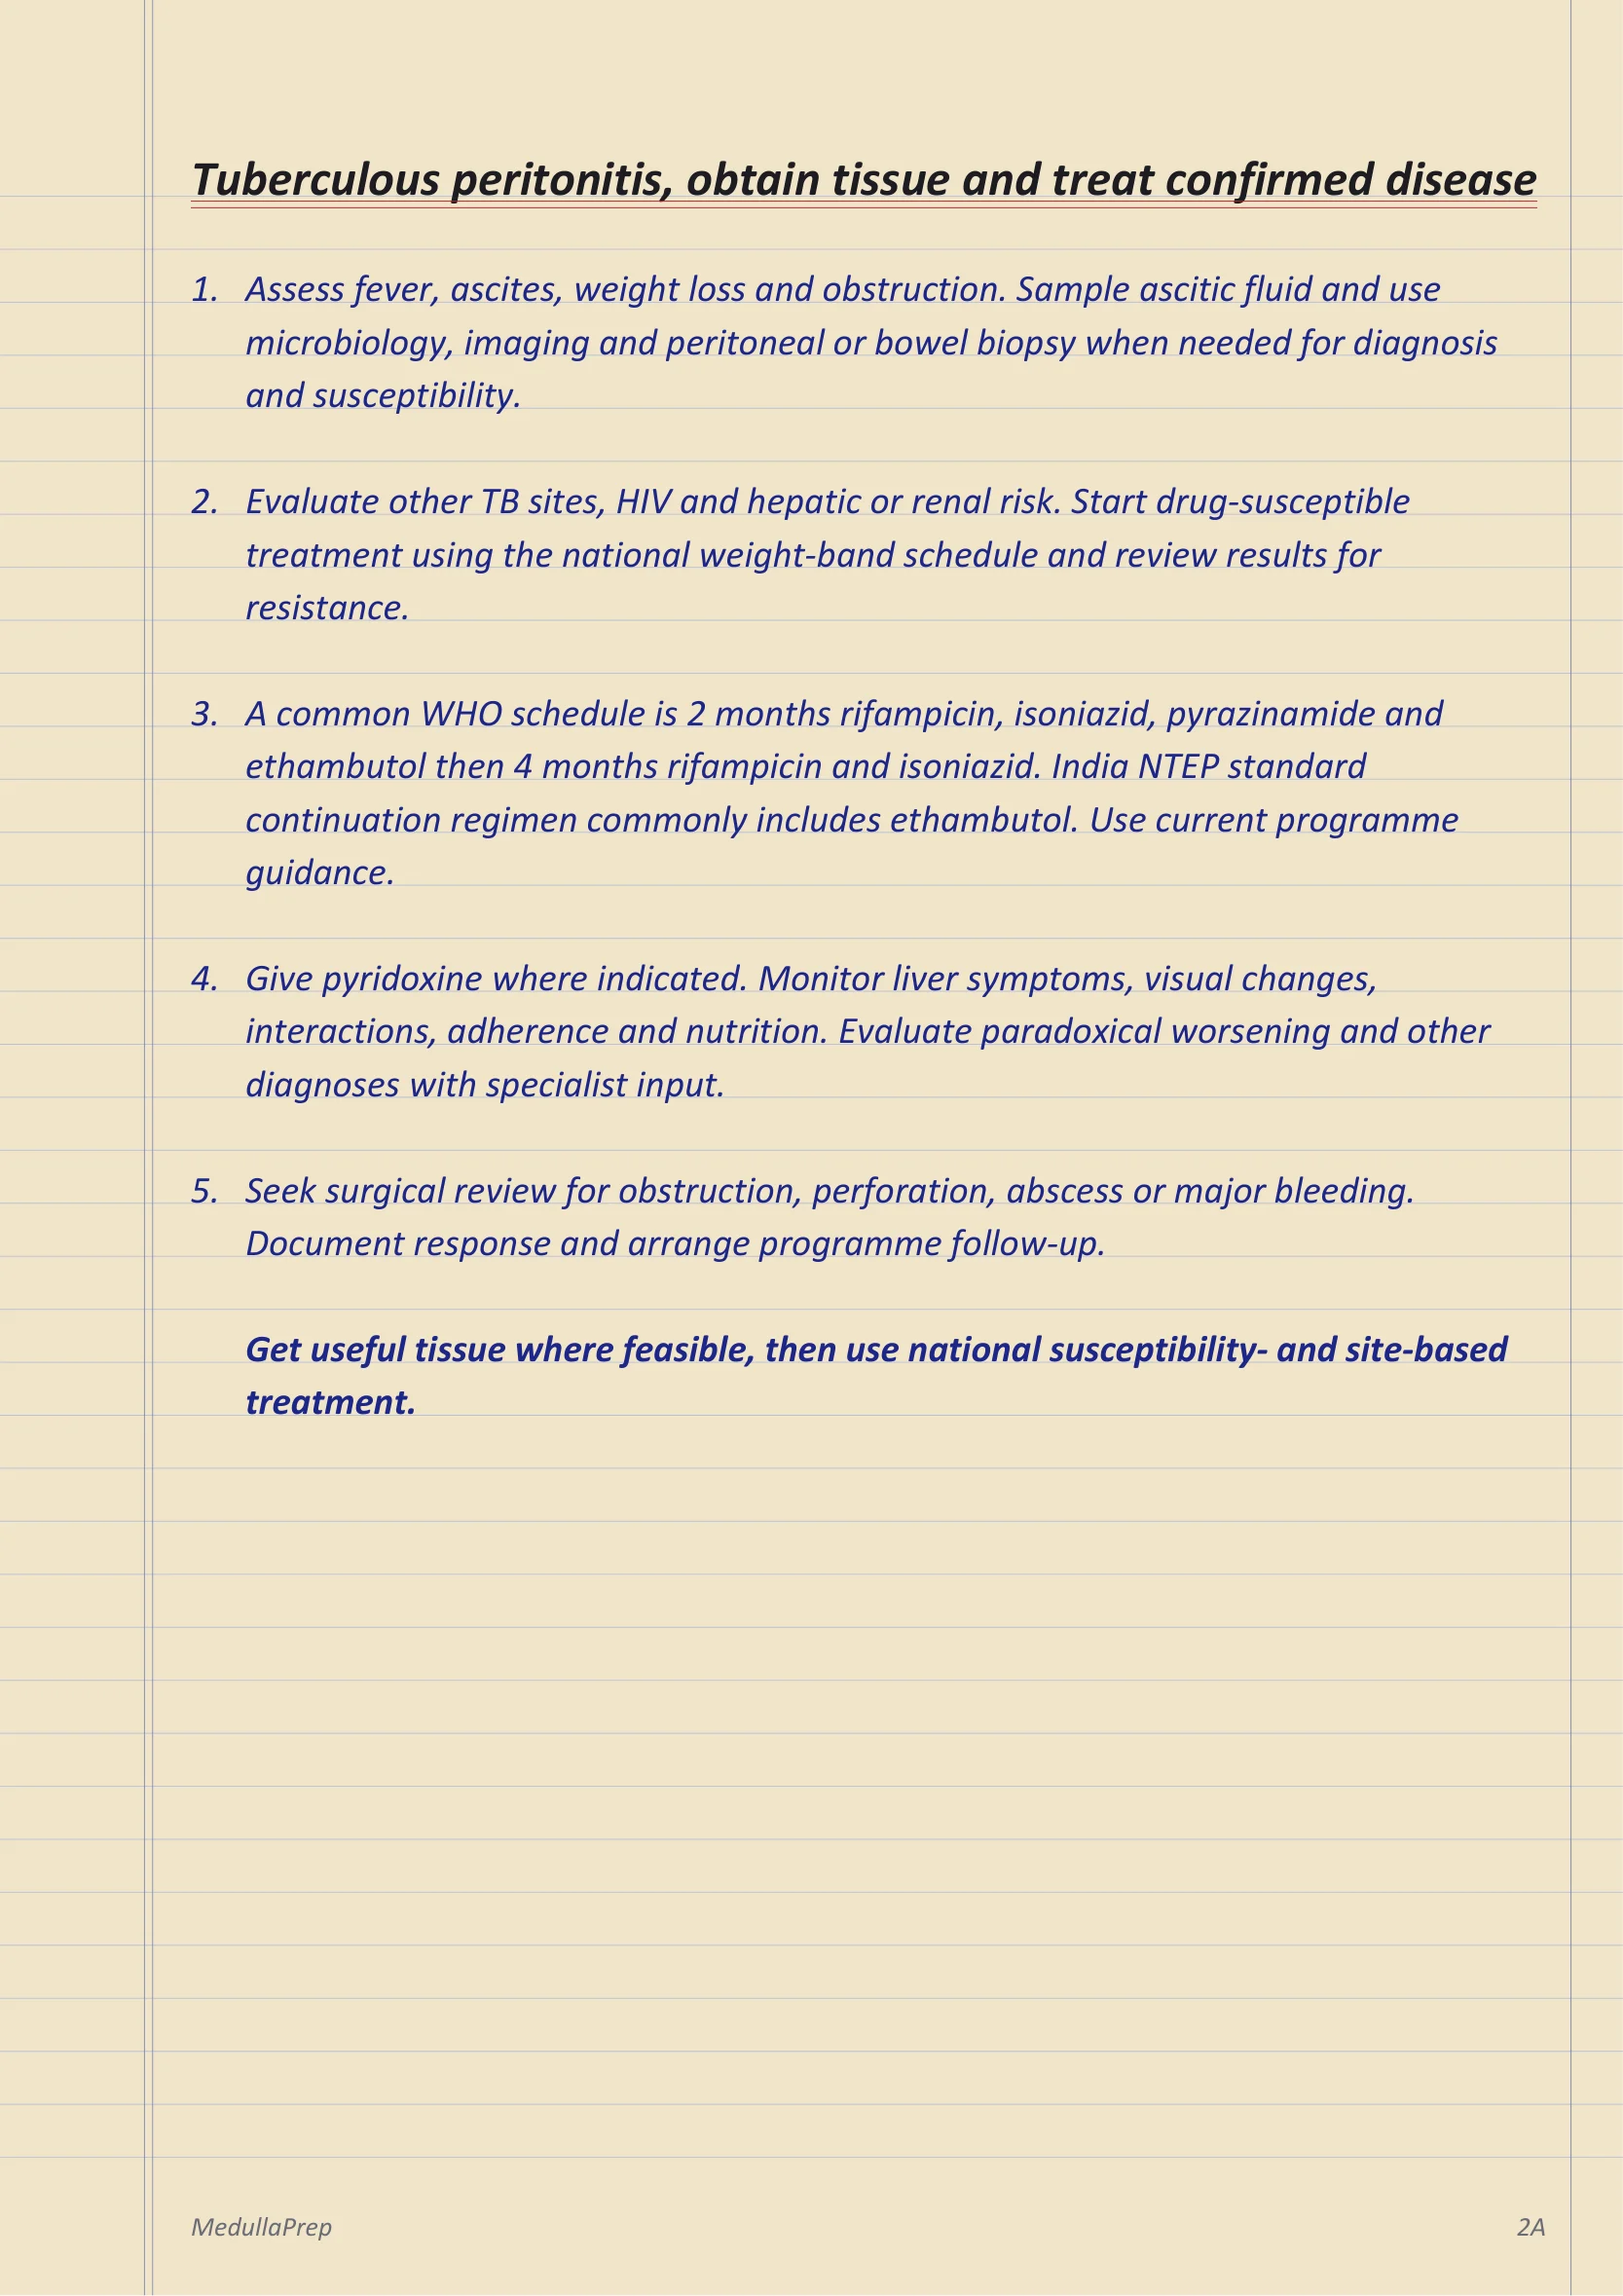 Tuberculous peritonitis, obtain tissue and treat confirmed disease
1. Assess fever, ascites, weight loss and obstruction. Sample ascitic fluid and use
microbiology, imaging and peritoneal or bowel biopsy when needed for diagnosis
and susceptibility.
2. Evaluate other TB sites, HIV and hepatic or renal risk. Start drug-susceptible
treatment using the national weight-band schedule and review results for
resistance.
3. A common WHO schedule is 2 months rifampicin, isoniazid, pyrazinamide and
ethambutol then 4 months rifampicin and isoniazid. India NTEP standard
continuation regimen commonly includes ethambutol. Use current programme
guidance.
4. Give pyridoxine where indicated. Monitor liver symptoms, visual changes,
interactions, adherence and nutrition. Evaluate paradoxical worsening and other
diagnoses with specialist input.
5. Seek surgical review for obstruction, perforation, abscess or major bleeding.
Document response and arrange programme follow-up.
Get useful tissue where feasible, then use national susceptibility- and site-based
treatment.
MedullaPrep
2A